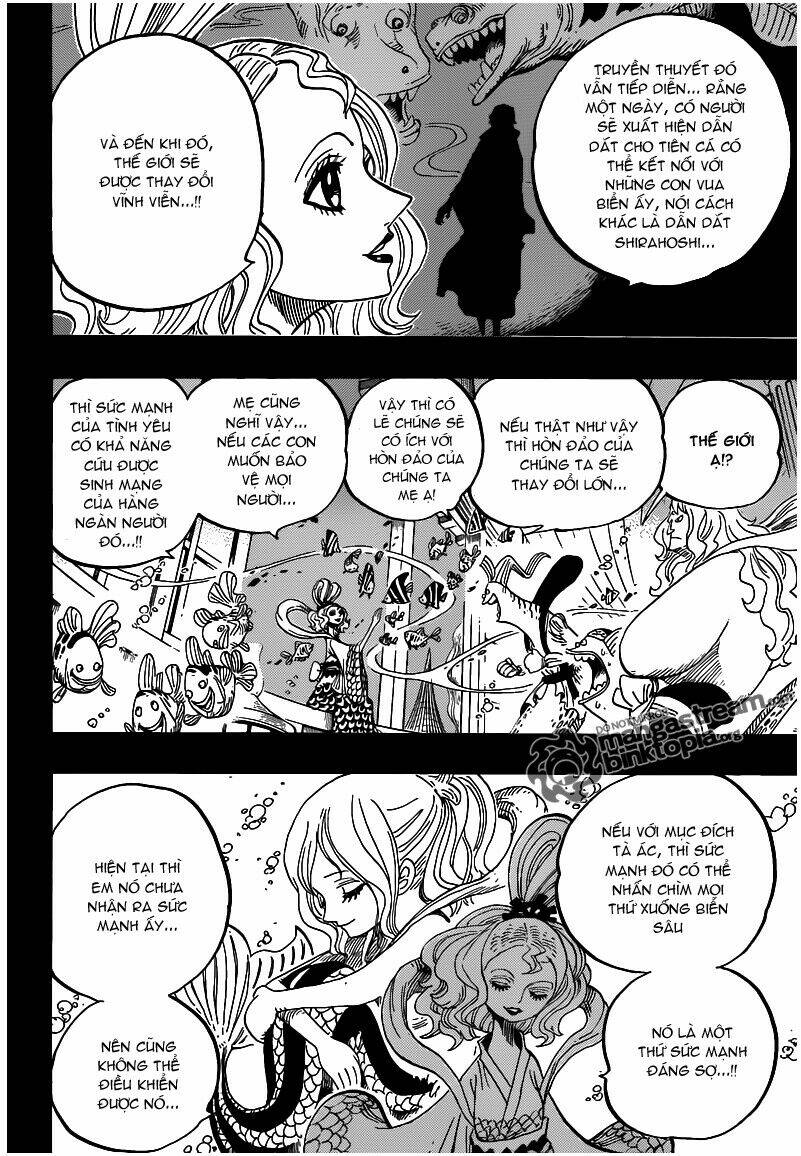 TRUYỀN THUYẾT ĐÓ
VẪN TIẾP DIỄN... RẰNG
MỘT NGÀY, CÓ NGƯỜI
SẼ XUẤT HIỆN DẪN
DẮT CHO TIÊN CÁ CÓ
THỂ KẾT NỐI VỚI
NHỮNG CON VUA
BIỂN ẤY, NÓI CÁCH
KHÁC LÀ DẪN DẮT
SHIRAHOSHI...
VÀ ĐẾN KHI ĐÓ,
THẾ GIỚI SẼ
ĐƯỢC THAY ĐỔI
VĨNH VIỄN...!!
THẾ GIỚI
Ạ!?
NẾU THẬT NHƯ VẬY
THÌ HÒN ĐẢO CỦA
CHÚNG TA SẼ
THAY ĐỔI LỚN...
VẬY THÌ CÓ
LẼ CHÚNG SẼ
CÓ ÍCH VỚI
HÒN ĐẢO CỦA
CHÚNG TA
MẸ Ạ!
MẸ CŨNG
NGHĨ VẬY...
NẾU CÁC CON
MUỐN BẢO
VỆ MỌI
NGƯỜI...
THÌ SỨC MẠNH
CỦA TÌNH YÊU
CÓ KHẢ NĂNG
CỨU ĐƯỢC
SINH MẠNG
CỦA HÀNG
NGÀN NGƯỜI
ĐÓ...!!
DO NOT
mangastream
binktopia.org
NẾU VỚI MỤC ĐÍCH
TÀ ÁC, THÌ SỨC
MẠNH ĐÓ CÓ THỂ
NHẤN CHÌM MỌI
THỨ XUỐNG BIỂN
SÂU
NÓ LÀ MỘT
THỨ SỨC MẠNH
ĐÁNG SỢ...!!
HIỆN TẠI THÌ
EM NÓ CHƯA
NHẬN RA SỨC
MẠNH ẤY...
NÊN CŨNG
KHÔNG THỂ
ĐIỀU KHIỂN
ĐƯỢC NÓ...